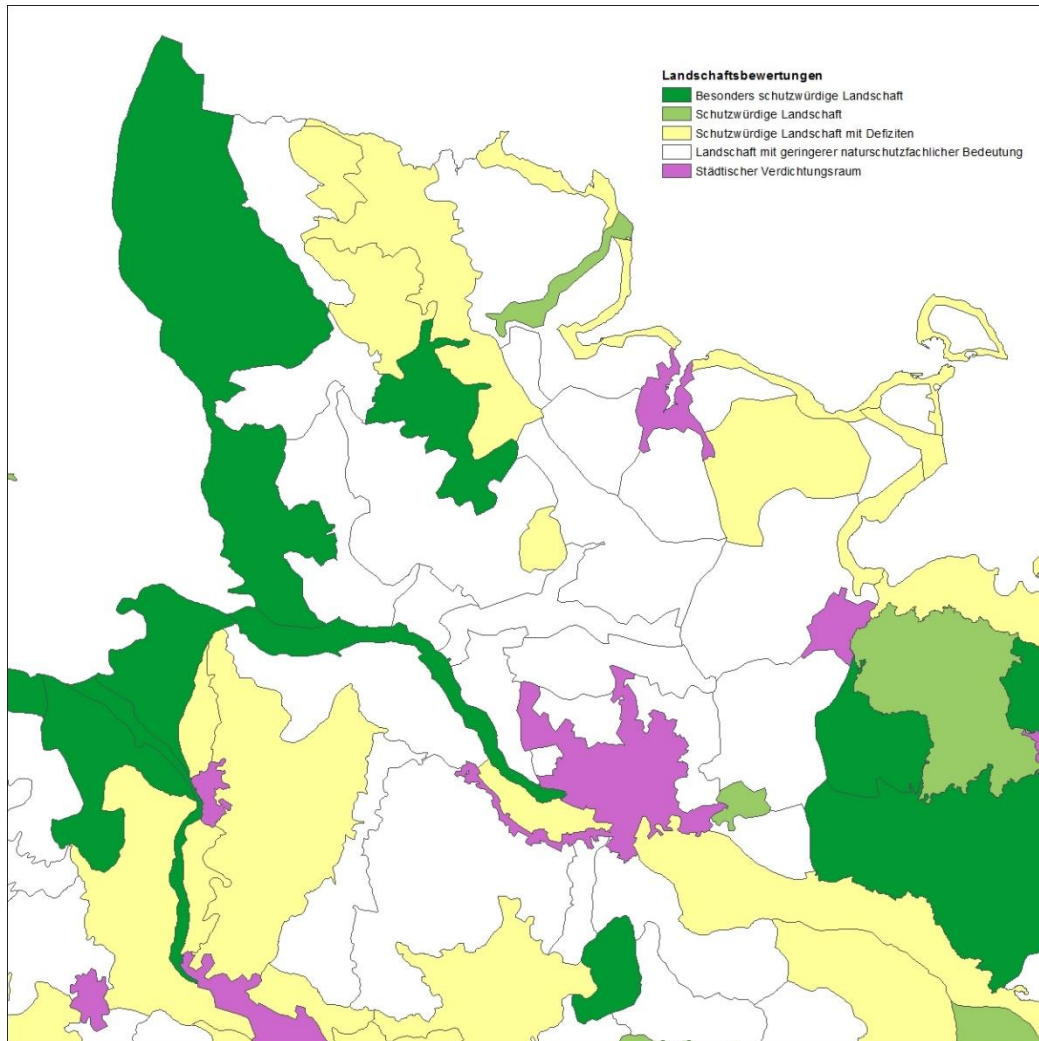 Landschaftsbewertungen
Besonders schutzwürdige Landschaft
Schutzwürdige Landschaft
Schutzwürdige Landschaft mit Defiziten
Landschaft mit geringerer naturschutzfachlicher Bedeutung
Städtischer Verdichtungsraum